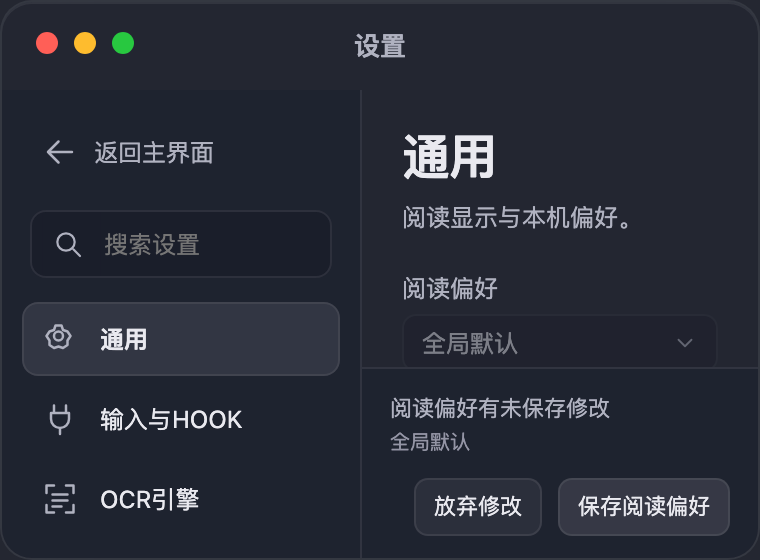 设置
返回主界面
搜索设置
通用
输入与HOOK
OCR引擎
通用
阅读显示与本机偏好。
阅读偏好
全局默认
阅读偏好有未保存修改
全局默认
放弃修改
保存阅读偏好